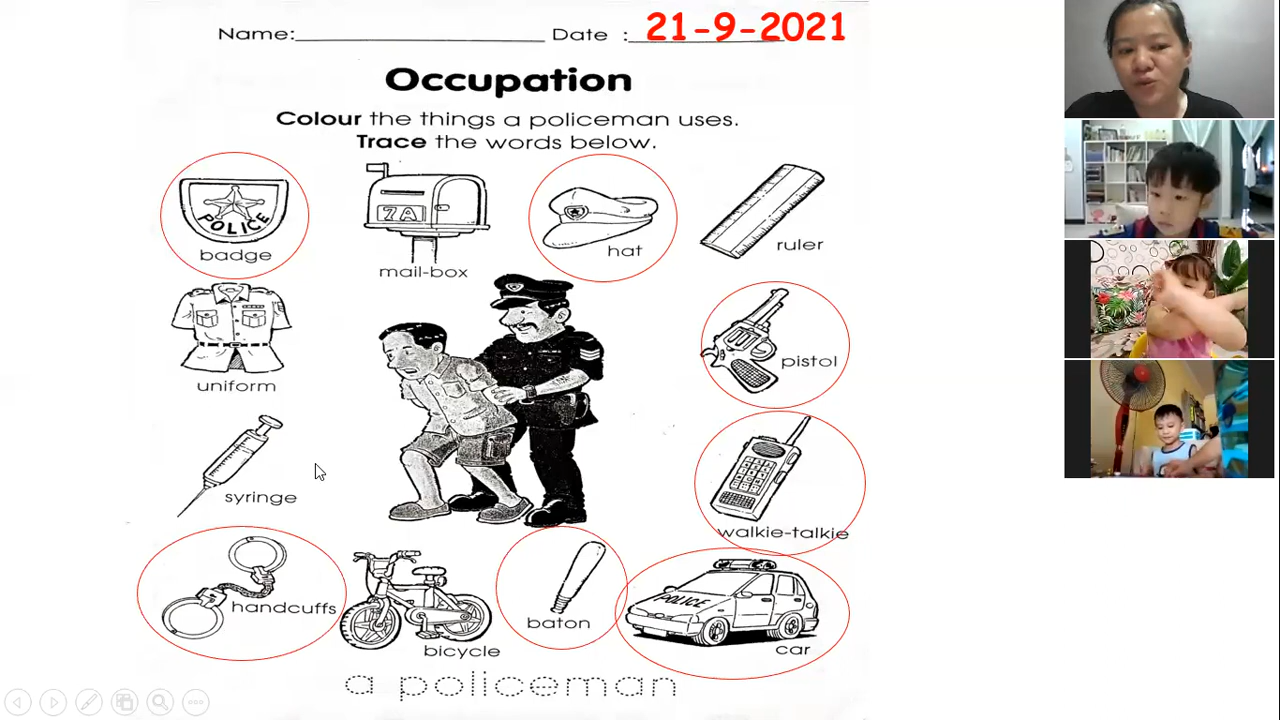 Name: Date : 21-9-2021
Occupation
Colour the things a policeman uses.
Trace the words below.
POLICE
badge
7A
mail-box
hat
ruler
uniform
pistol
syringe
walkie-talkie
handcuffs
bicycle
baton
POLICE
car
a policeman